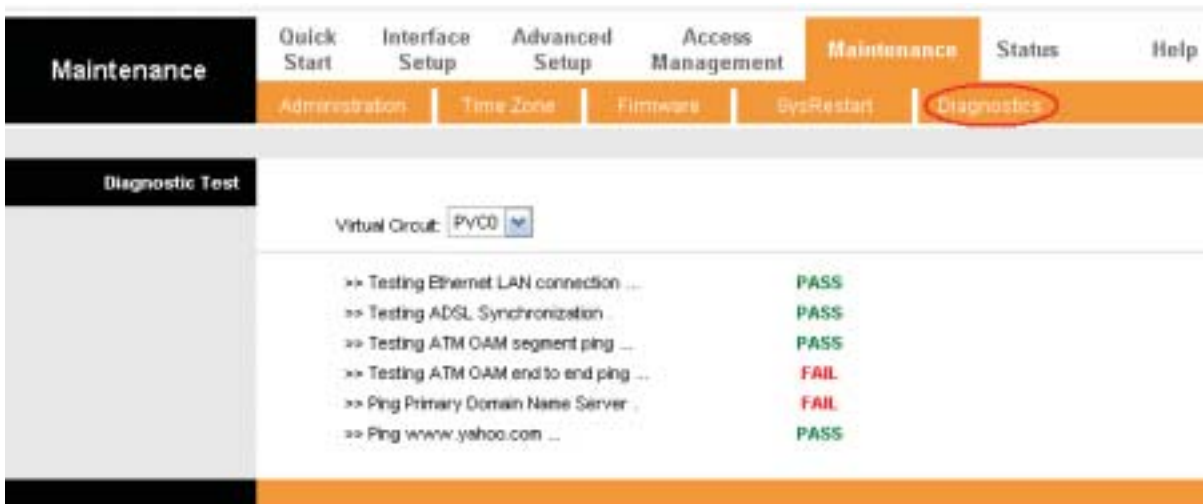 Maintenance
Quick Start
Interface Setup
Advanced Setup
Access Management
Maintenance
Status
Help
Administration
Time Zone
Firmware
SysRestart
Diagnostics
Diagnostic Test
Virtual Circuit: PVC0
>> Testing Ethernet LAN connection ... PASS
>> Testing ADSL Synchronization . PASS
>> Testing ATM OAM segment ping ... PASS
>> Testing ATM OAM end to end ping ... FAIL
>> Ping Primary Domain Name Server . FAIL
>> Ping www.yahoo.com ... PASS